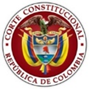 CORTE CONSTITUCIONAL
REPÚBLICA DE COLOMBIA